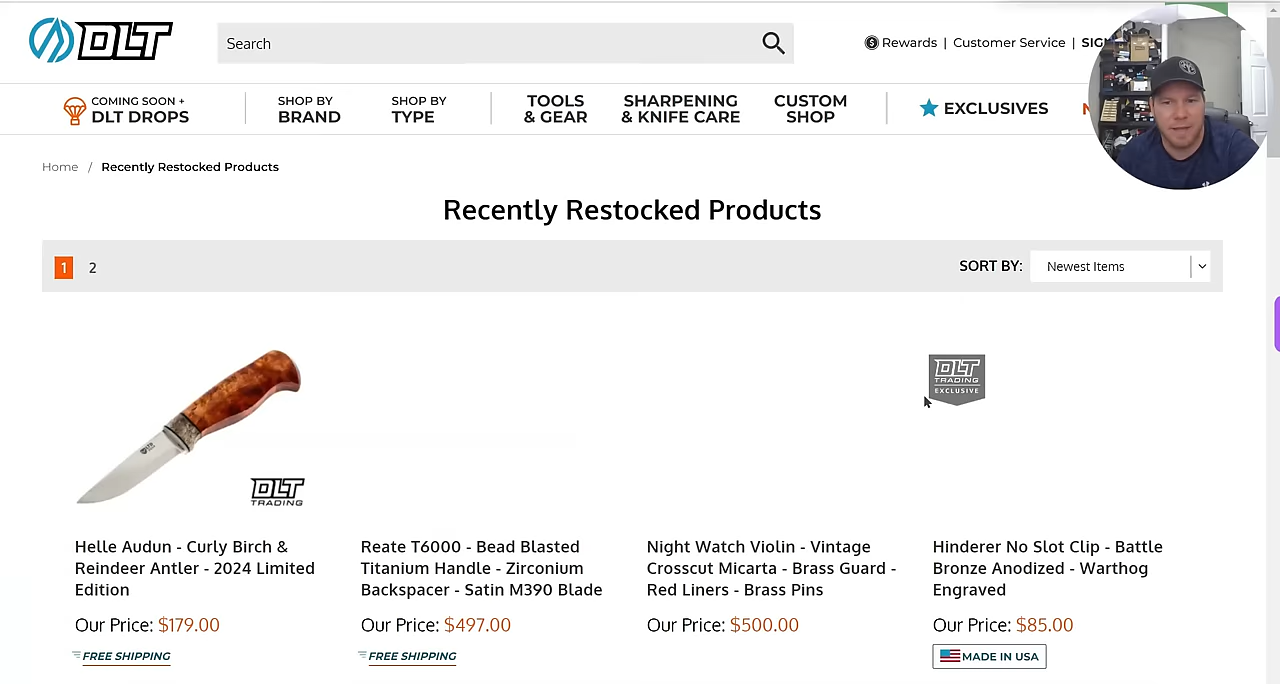 DLT
Search
Rewards | Customer Service |
COMING SOON +
DLT DROPS
SHOP BY
BRAND
SHOP BY
TYPE
TOOLS
& GEAR
SHARPENING
& KNIFE CARE
CUSTOM
SHOP
EXCLUSIVES
Home / Recently Restocked Products
Recently Restocked Products
1 2
SORT BY: Newest Items
DLT
TRADING
DLT
TRADING
EXCLUSIVE
Helle Audun - Curly Birch &
Reindeer Antler - 2024 Limited
Edition
Our Price: $179.00
FREE SHIPPING
Reate T6000 - Bead Blasted
Titanium Handle - Zirconium
Backspacer - Satin M390 Blade
Our Price: $497.00
FREE SHIPPING
Night Watch Violin - Vintage
Crosscut Micarta - Brass Guard -
Red Liners - Brass Pins
Our Price: $500.00
Hinderer No Slot Clip - Battle
Bronze Anodized - Warthog
Engraved
Our Price: $85.00
MADE IN USA